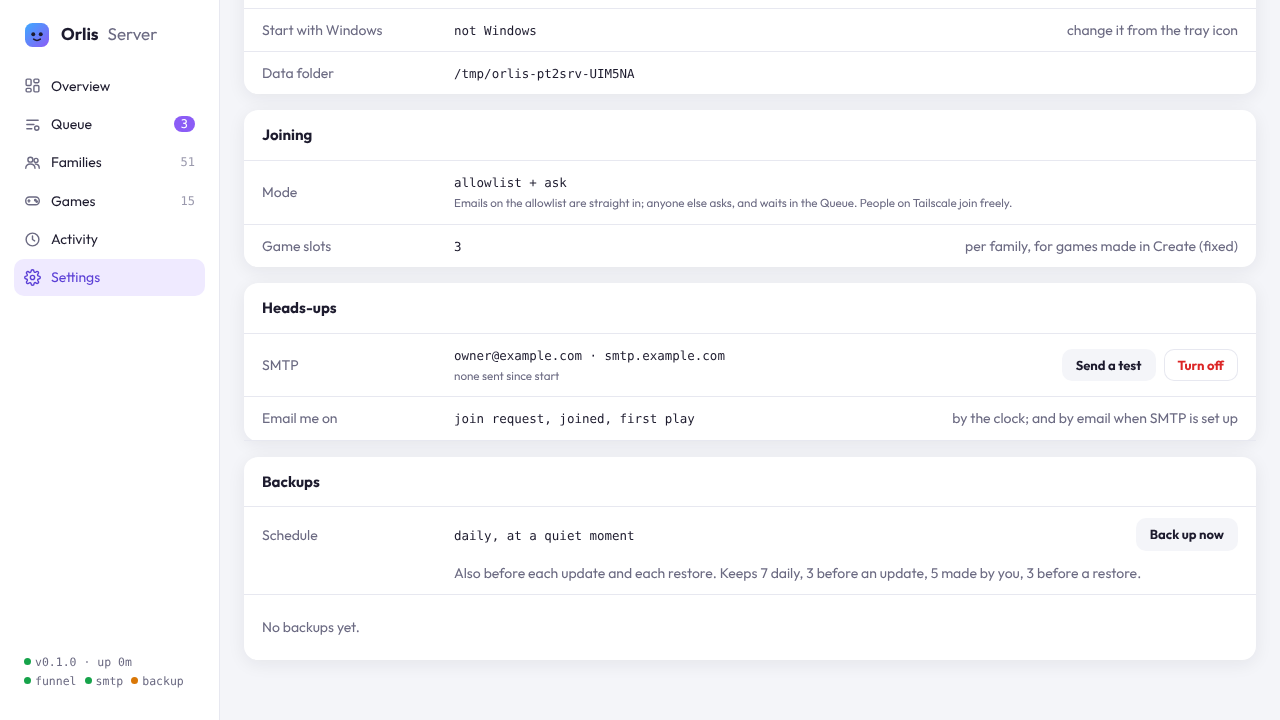 Orlis Server
Overview
Queue 3
Families 51
Games 15
Activity
Settings
v0.1.0 · up 0m
funnel smtp backup
Start with Windows not Windows change it from the tray icon
Data folder /tmp/orlis-pt2srv-UIM5NA
Joining
Mode allowlist + ask
Emails on the allowlist are straight in; anyone else asks, and waits in the Queue. People on Tailscale join freely.
Game slots 3 per family, for games made in Create (fixed)
Heads-ups
SMTP owner@example.com · smtp.example.com Send a test Turn off
none sent since start
Email me on join request, joined, first play by the clock; and by email when SMTP is set up
Backups
Schedule daily, at a quiet moment Back up now
Also before each update and each restore. Keeps 7 daily, 3 before an update, 5 made by you, 3 before a restore.
No backups yet.